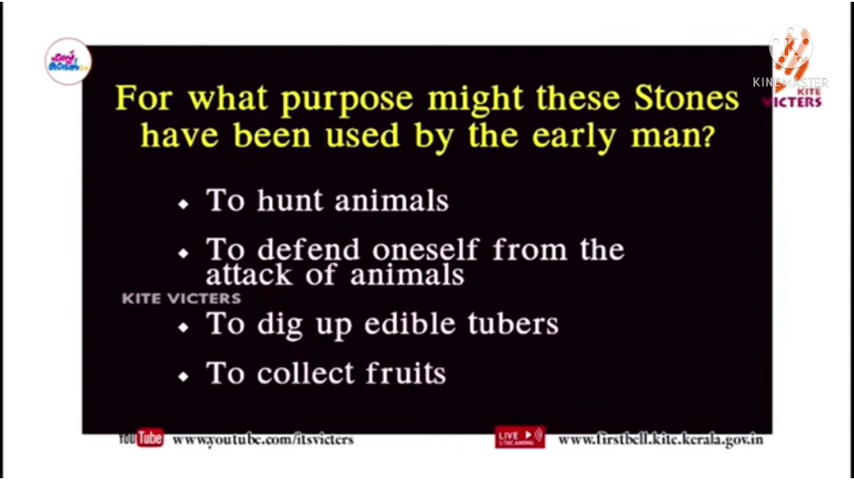 KINEMASTER
KITE
VICTERS
For what purpose might these Stones
have been used by the early man?
To hunt animals
To defend oneself from the
attack of animals
KITE VICTERS
To dig up edible tubers
To collect fruits
YouTube www.youtube.com/itsvicters
LIVE STREAMING www.firstbell.kite.kerala.gov.in